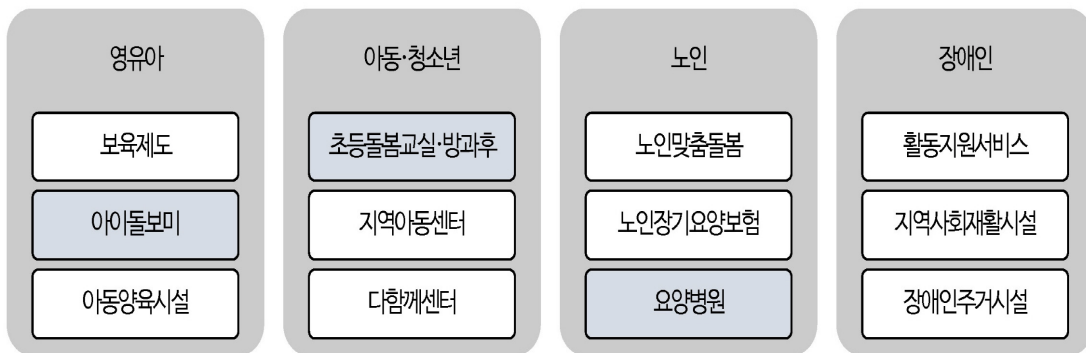 영유아
보육제도
아이돌보미
아동양육시설
아동·청소년
초등돌봄교실·방과후
지역아동센터
다함께센터
노인
노인맞춤돌봄
노인장기요양보험
요양병원
장애인
활동지원서비스
지역사회재활시설
장애인주거시설